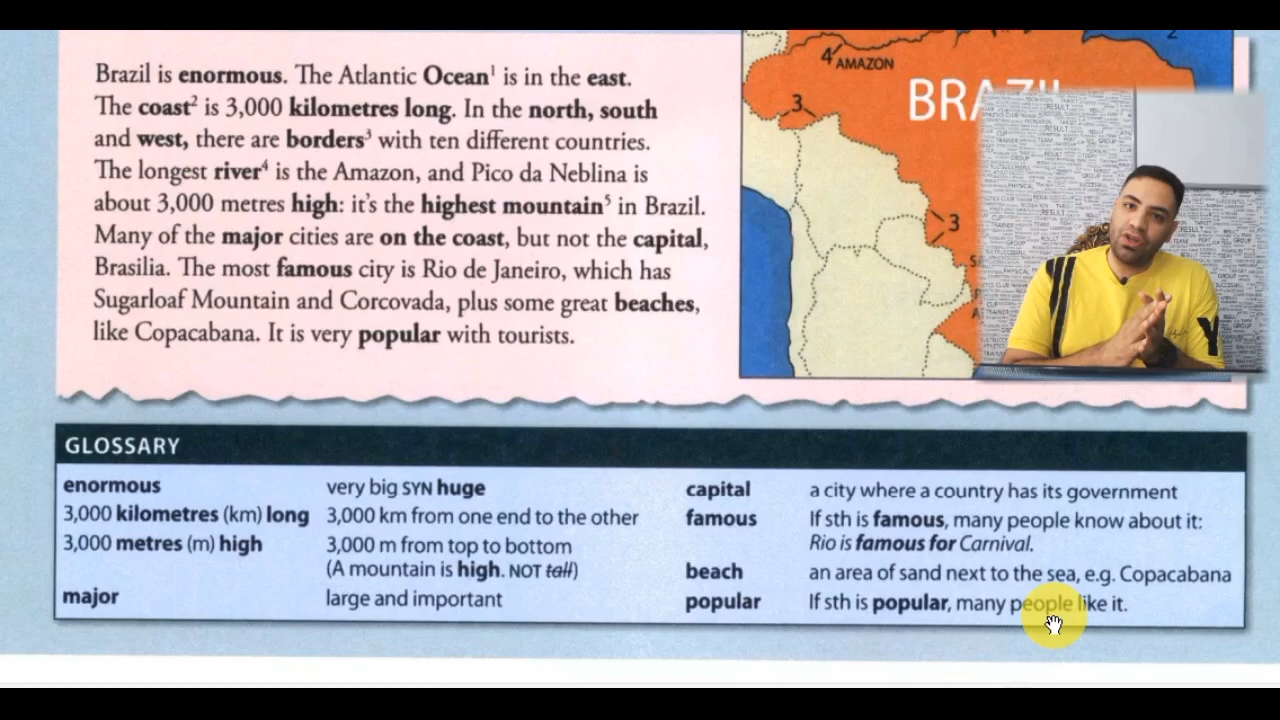 Brazil is enormous. The Atlantic Ocean¹ is in the east.
The coast² is 3,000 kilometres long. In the north, south
and west, there are borders³ with ten different countries.
The longest river⁴ is the Amazon, and Pico da Neblina is
about 3,000 metres high: it's the highest mountain⁵ in Brazil.
Many of the major cities are on the coast, but not the capital,
Brasilia. The most famous city is Rio de Janeiro, which has
Sugarloaf Mountain and Corcovada, plus some great beaches,
like Copacabana. It is very popular with tourists.
2
4 AMAZON
BRAZIL
3
3
GLOSSARY
enormous very big SYN huge
3,000 kilometres (km) long 3,000 km from one end to the other
3,000 metres (m) high 3,000 m from top to bottom
(A mountain is high. NOT tall)
major large and important
capital a city where a country has its government
famous If sth is famous, many people know about it:
Rio is famous for Carnival.
beach an area of sand next to the sea, e.g. Copacabana
popular If sth is popular, many people like it.